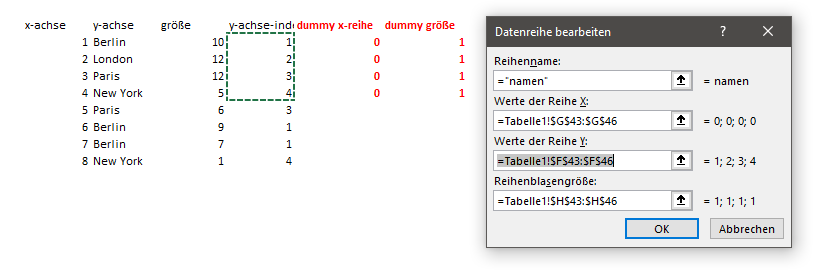 x-achse y-achse größe y-achse-ind dummy x-reihe dummy größe
1 Berlin 10 1 0 1
2 London 12 2 0 1
3 Paris 12 3 0 1
4 New York 5 4 0 1
5 Paris 6 3
6 Berlin 9 1
7 Berlin 7 1
8 New York 1 4
Datenreihe bearbeiten ? ×
Reihenname:
="namen" = namen
Werte der Reihe X:
=Tabelle1!$G$43:$G$46 = 0; 0; 0; 0
Werte der Reihe Y:
=Tabelle1!$F$43:$F$46 = 1; 2; 3; 4
Reihenblasengröße:
=Tabelle1!$H$43:$H$46 = 1; 1; 1; 1
OK Abbrechen